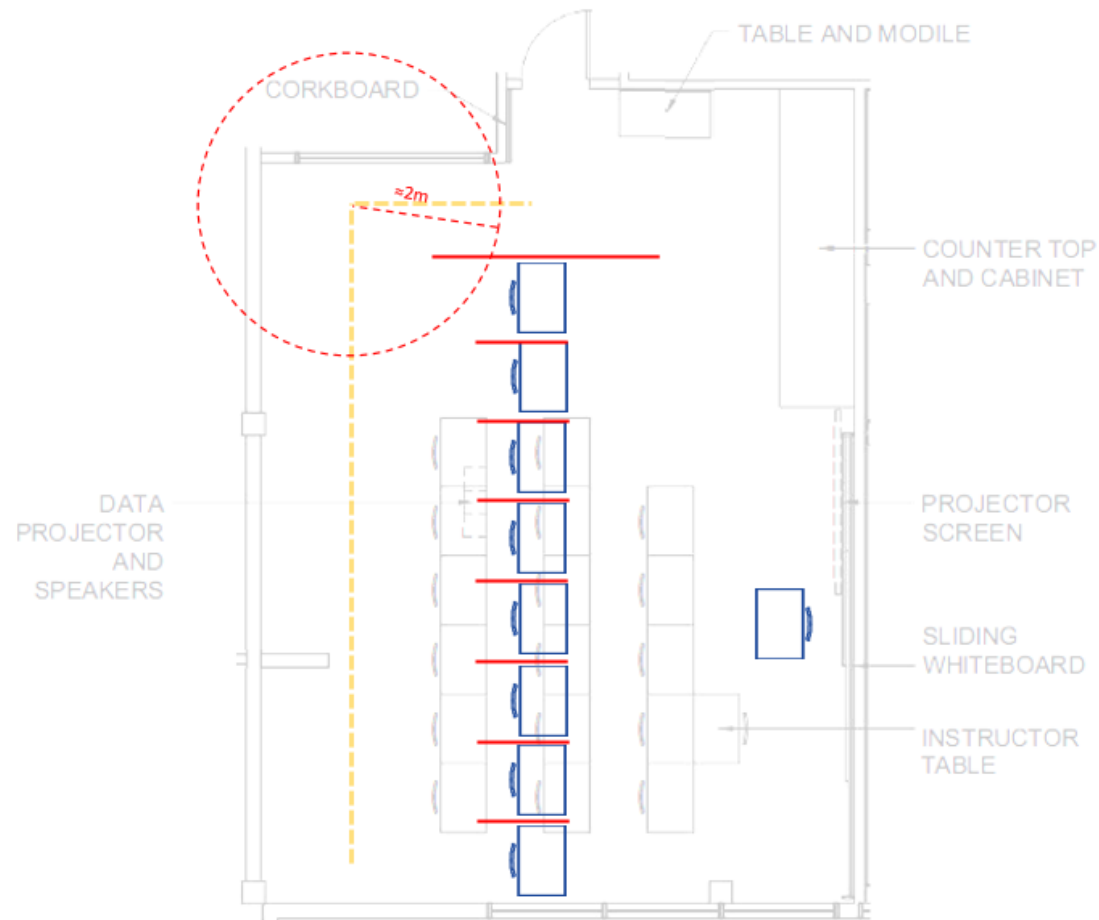 TABLE AND MODILE
CORKBOARD
≈2m
COUNTER TOP
AND CABINET
DATA
PROJECTOR
AND
SPEAKERS
PROJECTOR
SCREEN
SLIDING
WHITEBOARD
INSTRUCTOR
TABLE